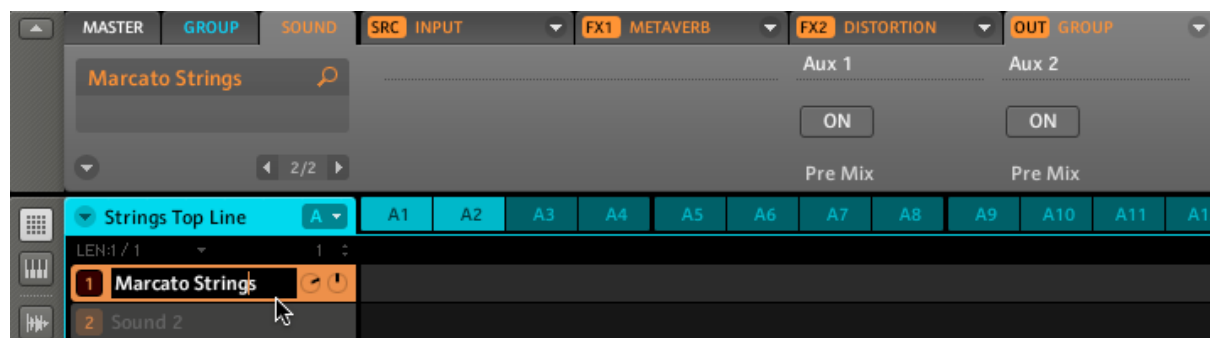 MASTER GROUP SOUND SRC INPUT FX1 METAVERB FX2 DISTORTION OUT GROUP
Marcato Strings
Aux 1 Aux 2
ON ON
2/2
Pre Mix Pre Mix
Strings Top Line A A1 A2 A3 A4 A5 A6 A7 A8 A9 A10 A11
LEN:1 / 1 1
1 Marcato Strings
2 Sound 2